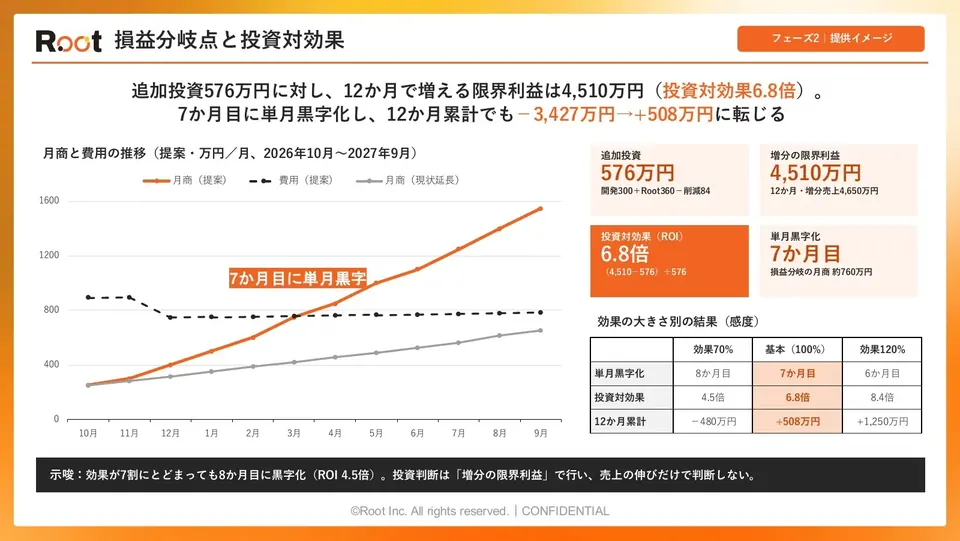 Root 損益分岐点と投資対効果
フェーズ2｜提供イメージ
追加投資576万円に対し、12か月で増える限界利益は4,510万円（投資対効果6.8倍）。
7か月目に単月黒字化し、12か月累計でも－3,427万円→+508万円に転じる
月商と費用の推移（提案・万円／月、2026年10月～2027年9月）
月商（提案） 費用（提案） 月商（現状延長）
1600
1200
800
400
0
7か月目に単月黒字
10月 11月 12月 1月 2月 3月 4月 5月 6月 7月 8月 9月
追加投資
576万円
開発300＋Root360－削減84
増分の限界利益
4,510万円
12か月・増分売上4,650万円
投資対効果（ROI）
6.8倍
（4,510－576）÷576
単月黒字化
7か月目
損益分岐の月商 約760万円
効果の大きさ別の結果（感度）
効果70% 基本（100%） 効果120%
単月黒字化 8か月目 7か月目 6か月目
投資対効果 4.5倍 6.8倍 8.4倍
12か月累計 －480万円 +508万円 +1,250万円
示唆：効果が7割にとどまっても8か月目に黒字化（ROI 4.5倍）。投資判断は「増分の限界利益」で行い、売上の伸びだけで判断しない。
©Root Inc. All rights reserved.｜CONFIDENTIAL